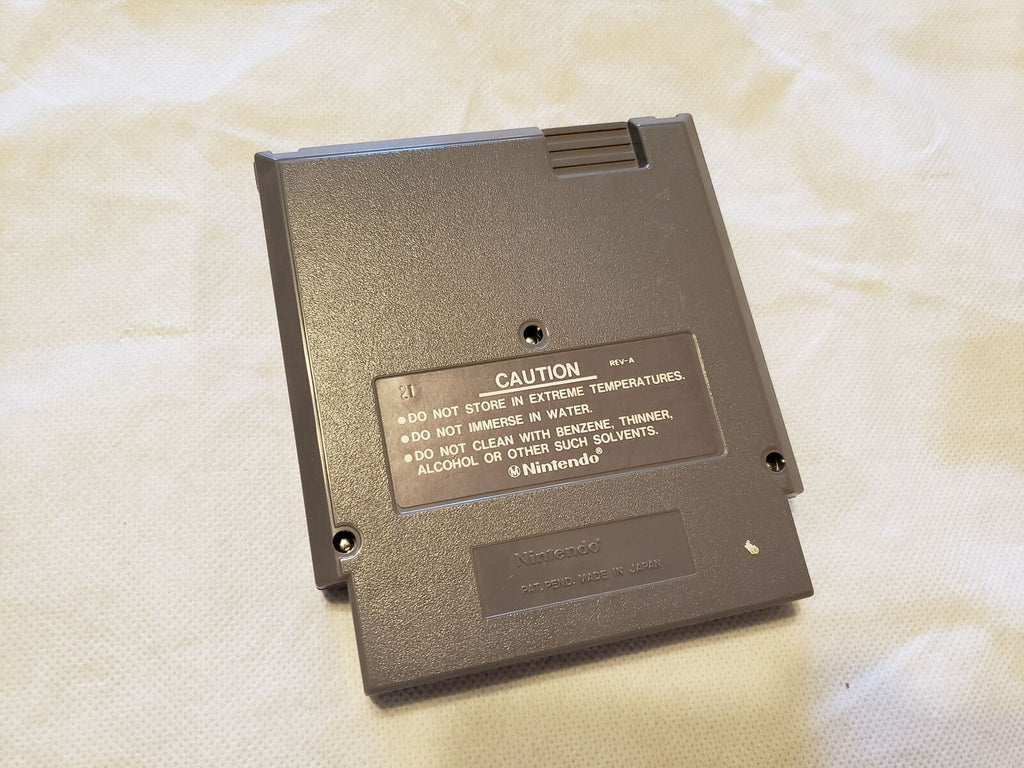 21
CAUTION REV-A
●DO NOT STORE IN EXTREME TEMPERATURES.
●DO NOT IMMERSE IN WATER.
●DO NOT CLEAN WITH BENZENE, THINNER,
ALCOHOL OR OTHER SUCH SOLVENTS.
Ⓜ Nintendo®
Nintendo®
PAT. PEND. MADE IN JAPAN